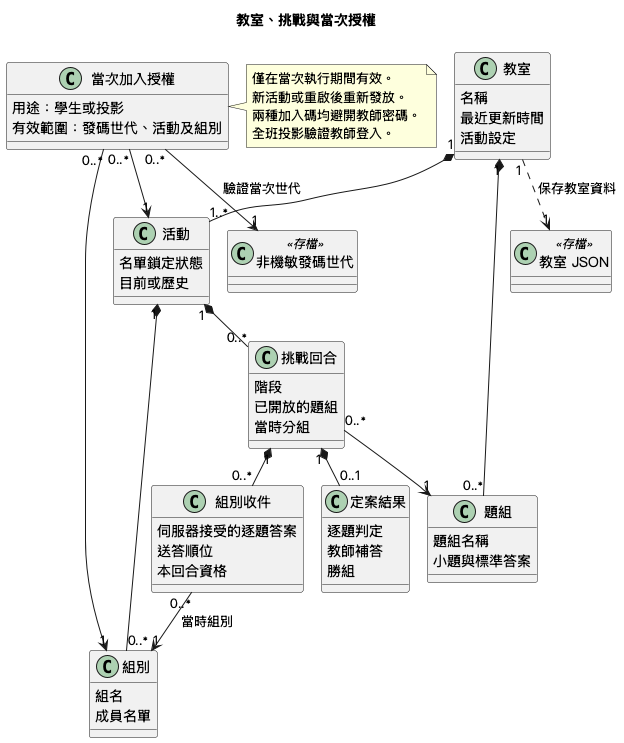 教室、挑戰與當次授權
C 當次加入授權
用途：學生或投影
有效範圍：發碼世代、活動及組別
僅在當次執行期間有效。
新活動或重啟後重新發放。
兩種加入碼均避開教師密碼。
全班投影驗證教師登入。
C 教室
名稱
最近更新時間
活動設定
0..*
0..*
0..*
1
1
1
驗證當次世代
保存教室資料
1
1..*
1
1
C 活動
名單鎖定狀態
目前或歷史
C «存檔»
非機敏發碼世代
C «存檔»
教室 JSON
1
1
0..*
C 挑戰回合
階段
已開放的題組
當時分組
0..*
1
1
0..*
0..1
1
0..*
C 組別收件
伺服器接受的逐題答案
送答順位
本回合資格
C 定案結果
逐題判定
教師補答
勝組
C 題組
題組名稱
小題與標準答案
0..*
當時組別
1
0..*
1
C 組別
組名
成員名單